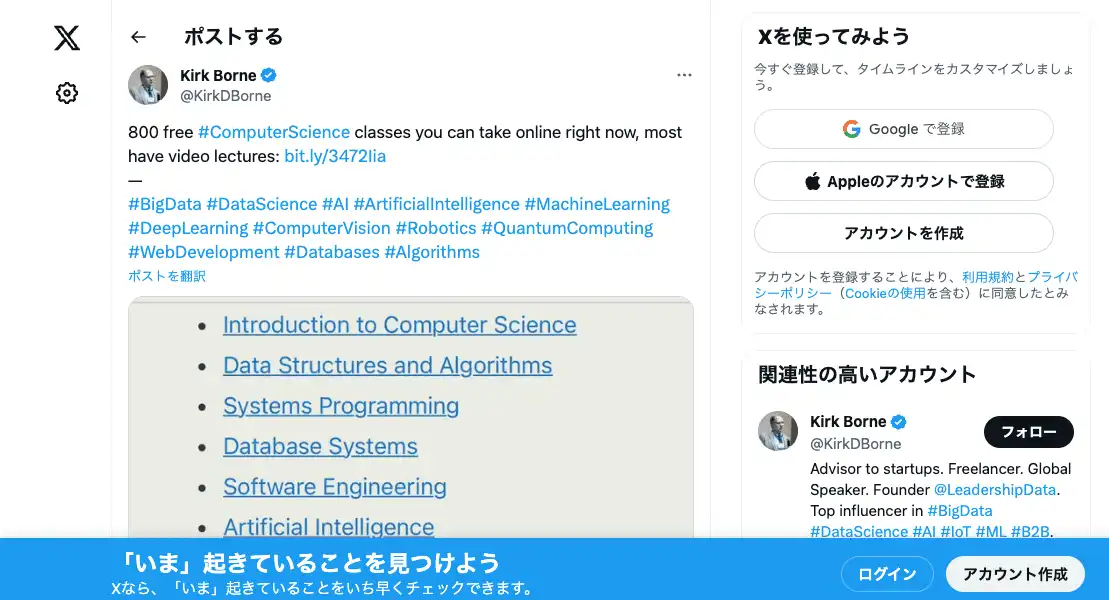 ポストする
Kirk Borne
@KirkDBorne
800 free #ComputerScience classes you can take online right now, most
have video lectures: bit.ly/3472Iia
—
#BigData #DataScience #AI #ArtificialIntelligence #MachineLearning
#DeepLearning #ComputerVision #Robotics #QuantumComputing
#WebDevelopment #Databases #Algorithms
ポストを翻訳
• Introduction to Computer Science
• Data Structures and Algorithms
• Systems Programming
• Database Systems
• Software Engineering
• Artificial Intelligence
Xを使ってみよう
今すぐ登録して、タイムラインをカスタマイズしましょ
う。
Google で登録
Appleのアカウントで登録
アカウントを作成
アカウントを登録することにより、利用規約とプライバ
シーポリシー（Cookieの使用を含む）に同意したとみ
なされます。
関連性の高いアカウント
Kirk Borne
@KirkDBorne
フォロー
Advisor to startups. Freelancer. Global
Speaker. Founder @LeadershipData.
Top influencer in #BigData
#DataScience #AI #IoT #ML #B2B.
「いま」起きていることを見つけよう
Xなら、「いま」起きていることをいち早くチェックできます。
ログイン
アカウント作成